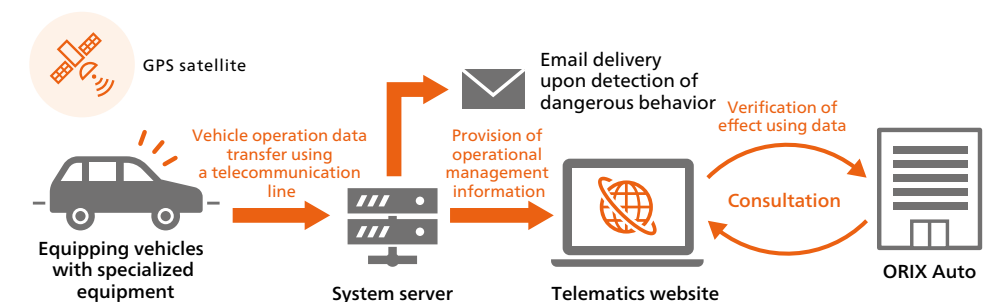 GPS satellite
Email delivery
upon detection of
dangerous behavior
Vehicle operation data
transfer using
a telecommunication
line
Provision of
operational
management
information
Verification of
effect using data
Consultation
Equipping vehicles
with specialized
equipment
System server
Telematics website
ORIX Auto